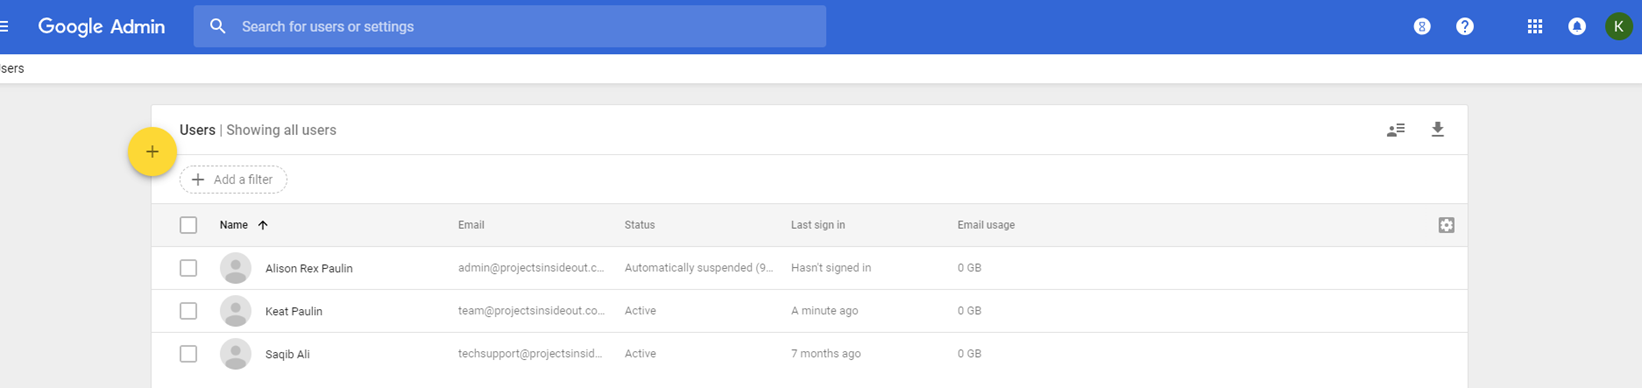 Google Admin Search for users or settings 8 ? K
sers
Users | Showing all users
+
+ Add a filter
Name Email Status Last sign in Email usage
Alison Rex Paulin admin@projectsinsideout.c... Automatically suspended (9... Hasn't signed in 0 GB
Keat Paulin team@projectsinsideout.co... Active A minute ago 0 GB
Saqib Ali techsupport@projectsinsid... Active 7 months ago 0 GB